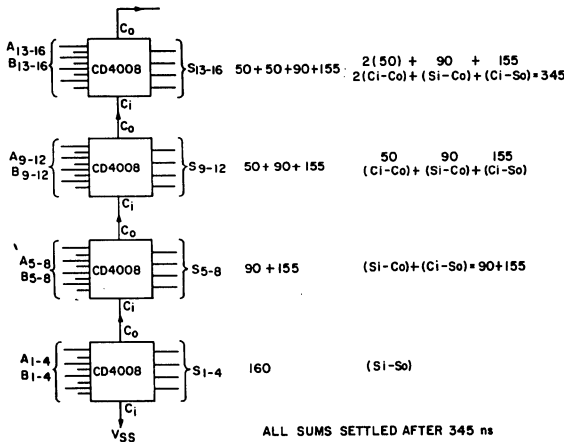 Co
A13-16
B13-16
CD4008
S13-16
50+50+90+155
2(50) + 90 + 155
2(Ci-Co)+(Si-Co)+(Ci-So)=345
Ci
Co
A9-12
B9-12
CD4008
S9-12
50+90+155
50 90 155
(Ci-Co)+(Si-Co)+(Ci-So)
Ci
Co
A5-8
B5-8
CD4008
S5-8
90+155
(Si-Co)+(Ci-So)=90+155
Ci
Co
A1-4
B1-4
CD4008
S1-4
160
(Si-So)
Ci
VSS
ALL SUMS SETTLED AFTER 345 ns